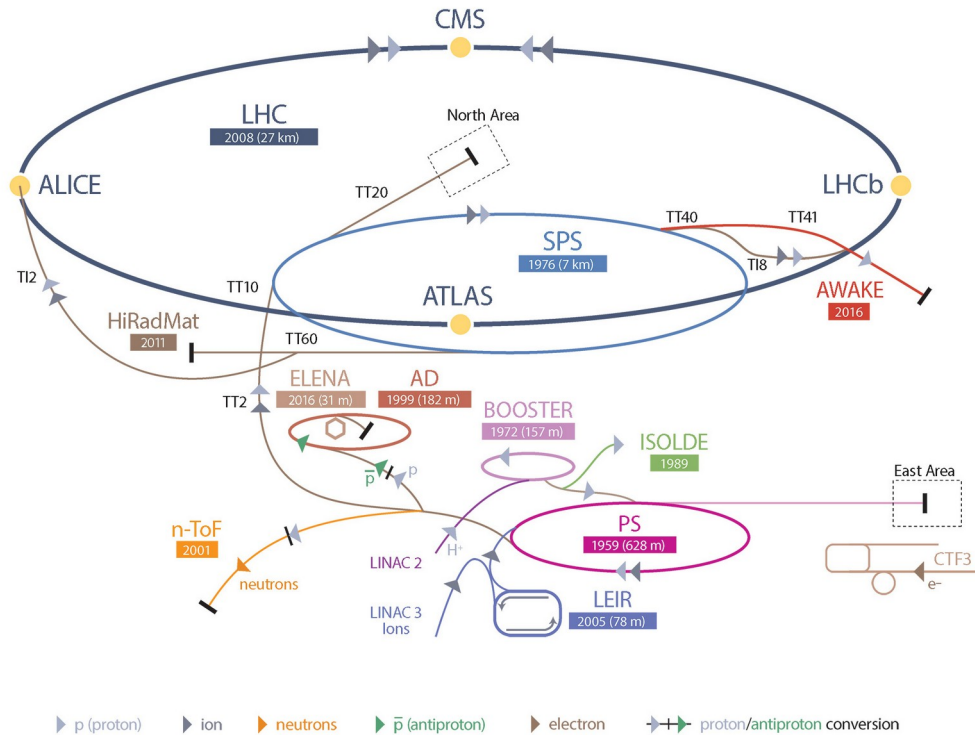 CMS
LHC
2008 (27 km)
North Area
ALICE
TT20
LHCb
TT40
TT41
SPS
1976 (7 km)
TI2
TT10
TI8
ATLAS
AWAKE
2016
HiRadMat
2011
TT60
ELENA
2016 (31 m)
AD
1999 (182 m)
TT2
BOOSTER
1972 (157 m)
ISOLDE
1989
p̅
p
East Area
n-ToF
2001
PS
1959 (628 m)
LINAC 2
H⁺
neutrons
CTF3
e⁻
LINAC 3
Ions
LEIR
2005 (78 m)
p (proton)
ion
neutrons
p̅ (antiproton)
electron
proton/antiproton conversion